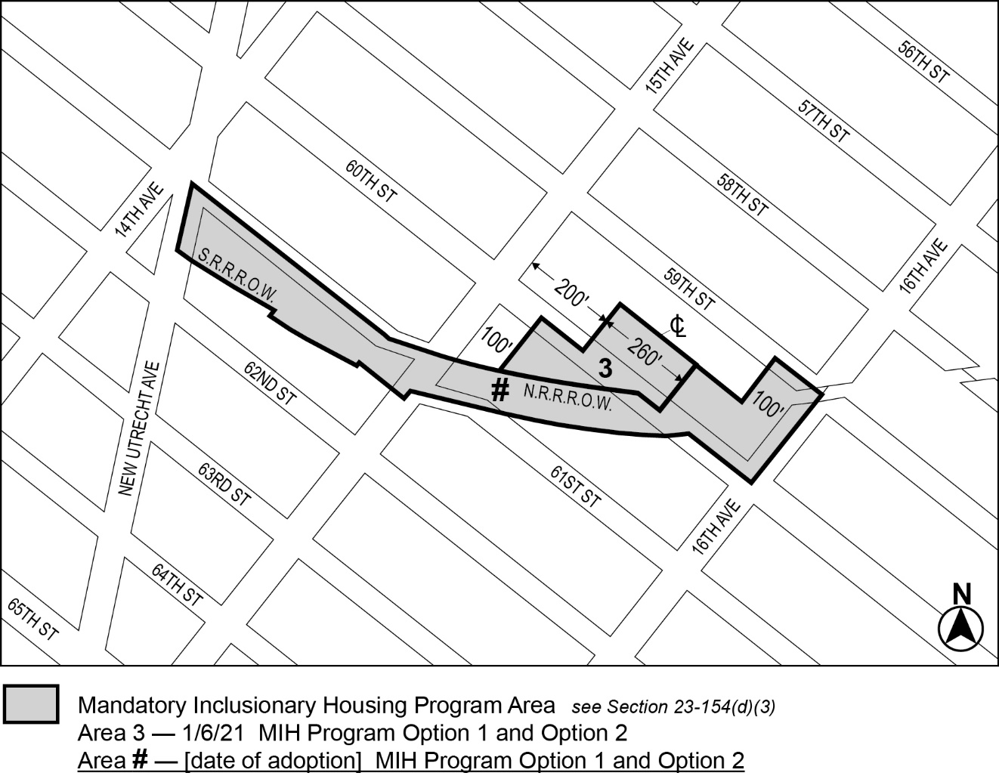 56TH ST
15TH AVE
57TH ST
60TH ST
58TH ST
14TH AVE
16TH AVE
S.R.R.R.O.W.
59TH ST
200'
℄
100'
260'
3
#
N.R.R.R.O.W.
100'
62ND ST
NEW UTRECHT AVE
63RD ST
61ST ST
16TH AVE
64TH ST
65TH ST
N
Mandatory Inclusionary Housing Program Area see Section 23-154(d)(3)
Area 3 — 1/6/21 MIH Program Option 1 and Option 2
Area # — [date of adoption] MIH Program Option 1 and Option 2